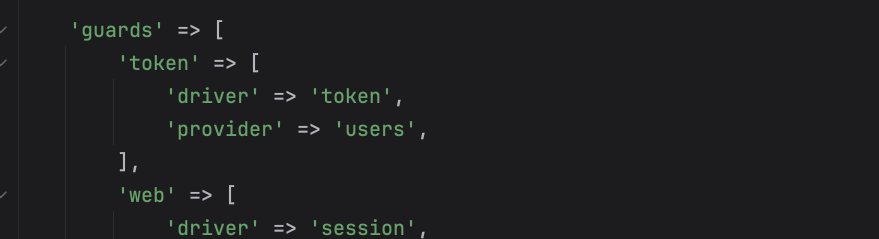 'guards' => [
'token' => [
'driver' => 'token',
'provider' => 'users',
],
'web' => [
'driver' => 'session',